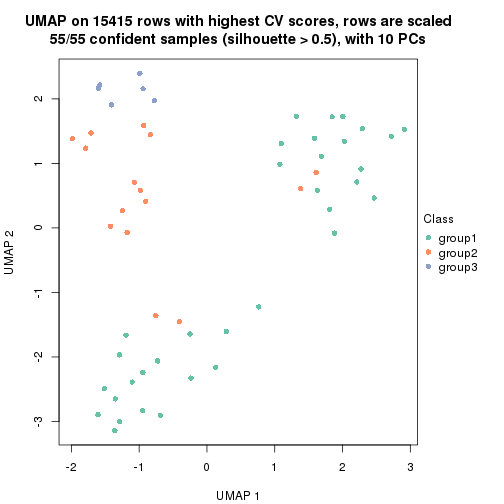 UMAP on 15415 rows with highest CV scores, rows are scaled
55/55 confident samples (silhouette > 0.5), with 10 PCs
2
1
0
-1
-2
-3
UMAP 2
-2
-1
0
1
2
3
UMAP 1
Class
group1
group2
group3